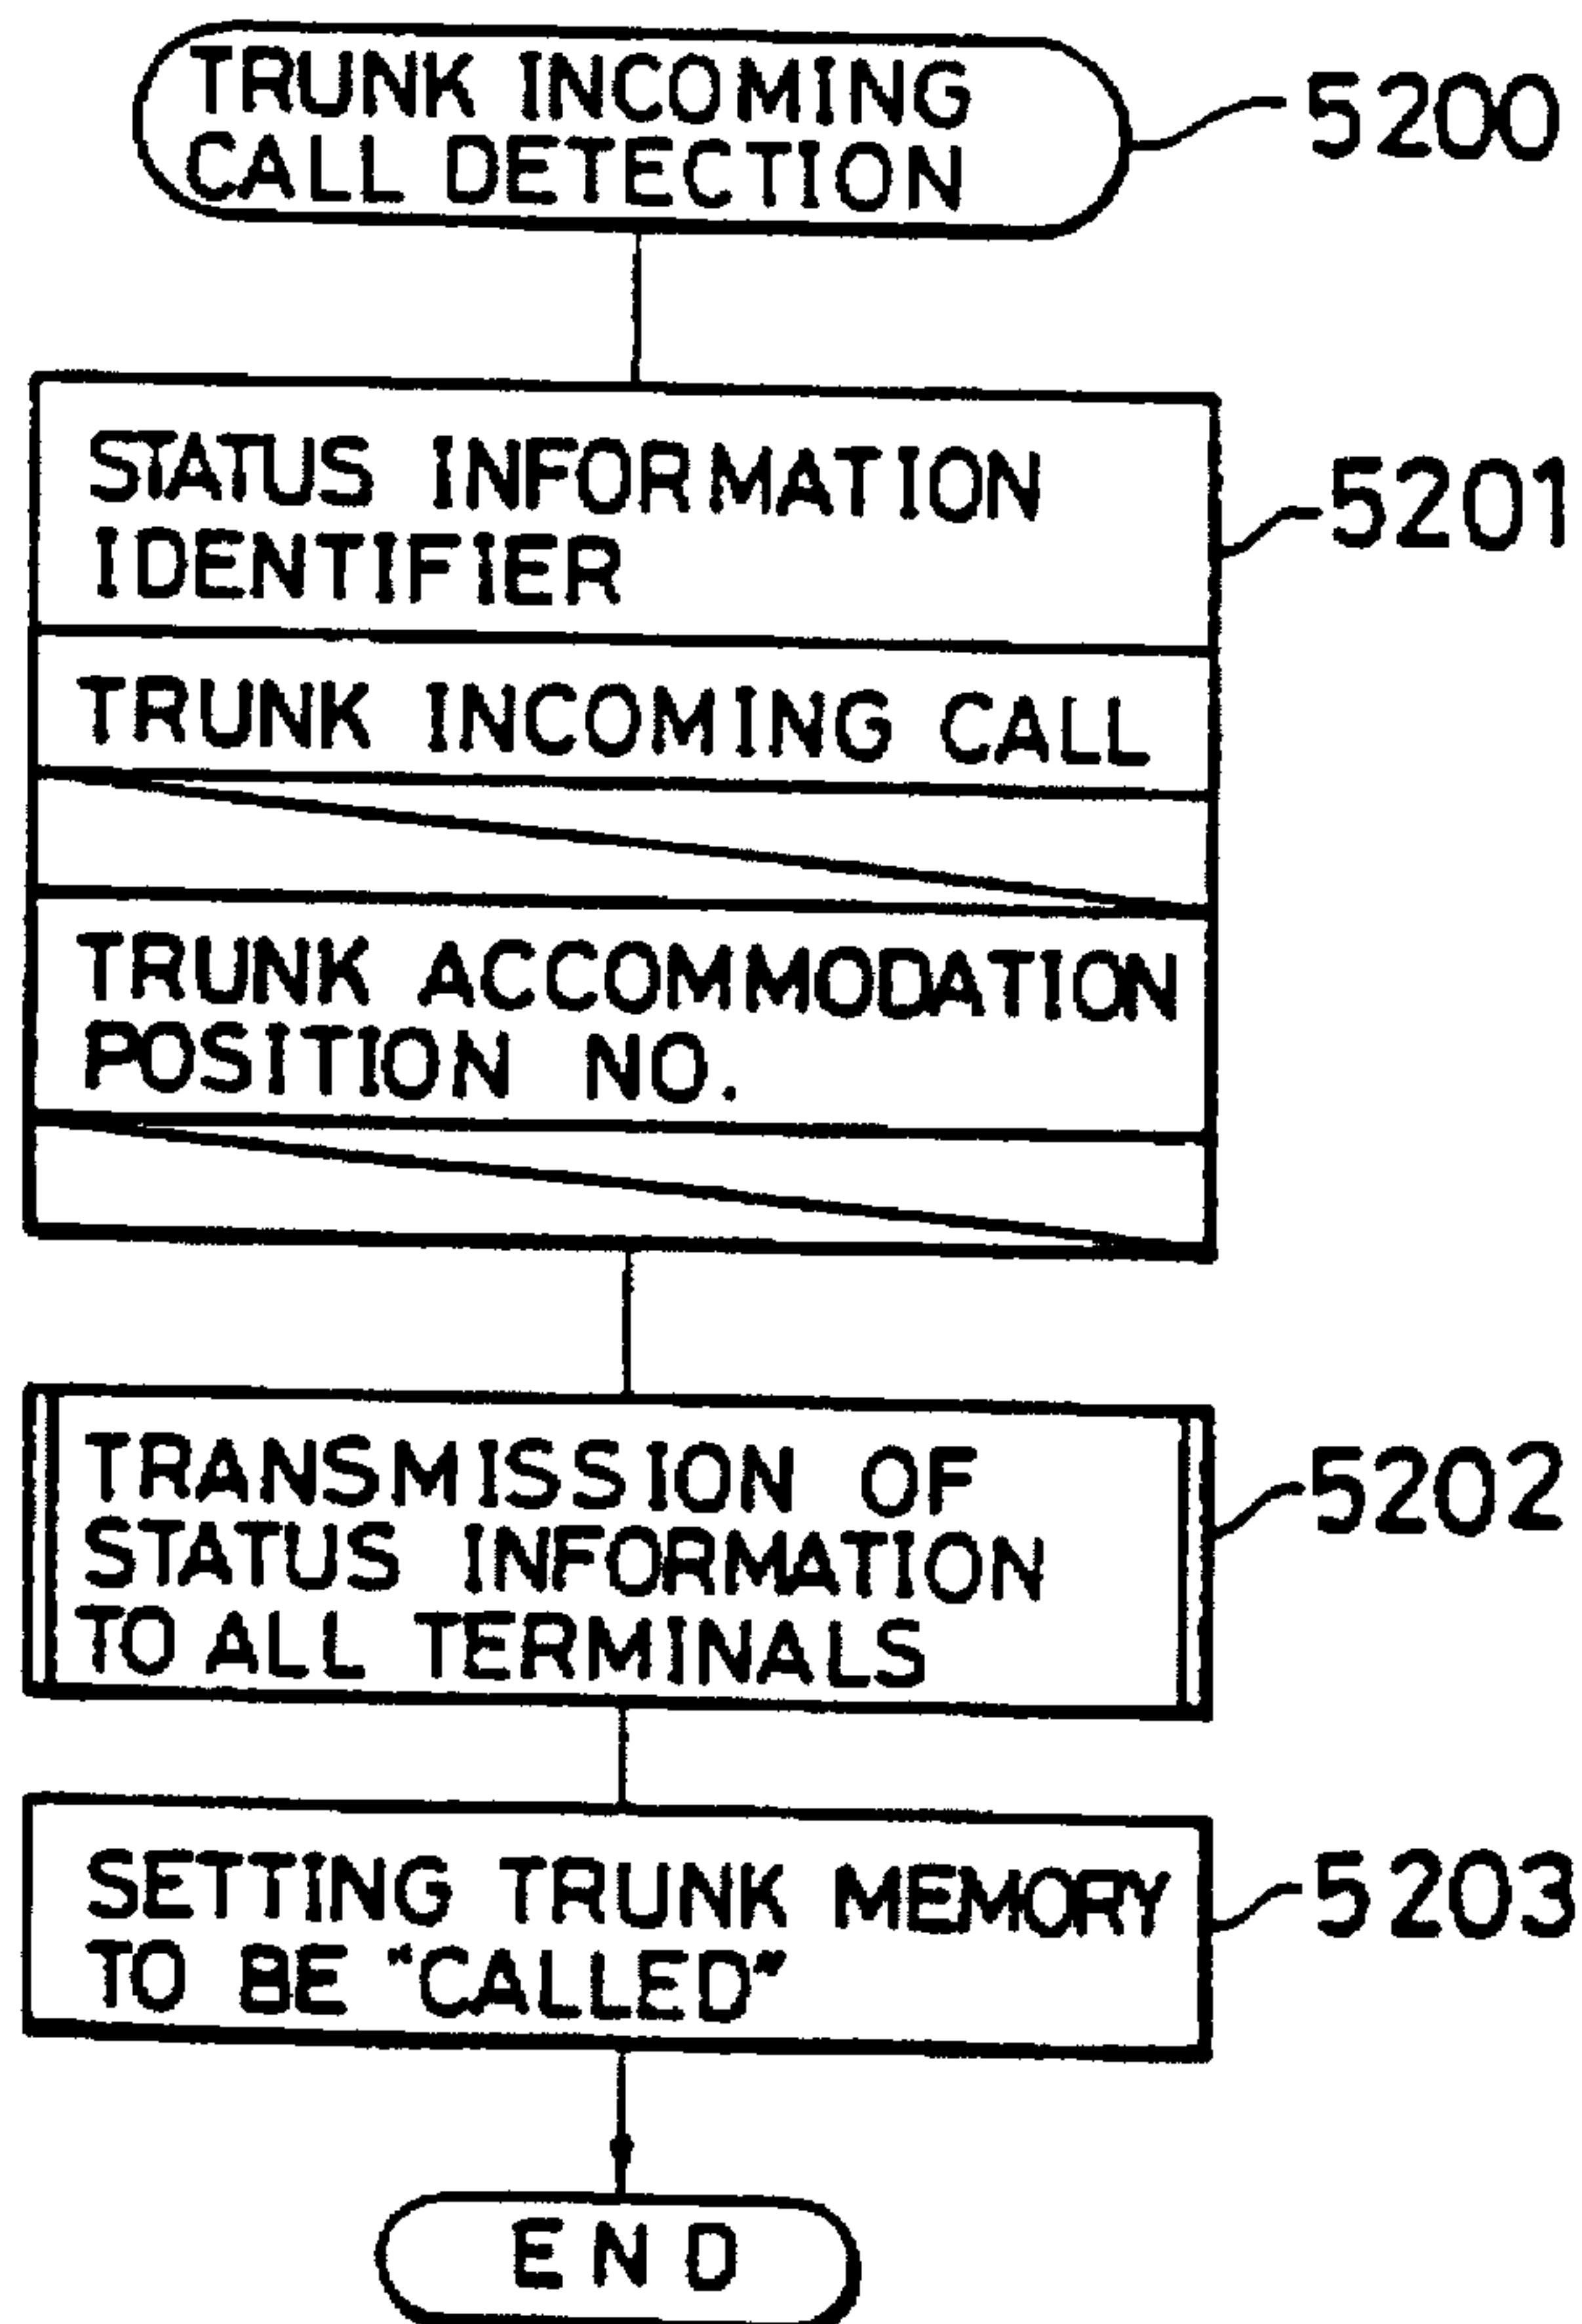 TRUNK INCOMING
CALL DETECTION
5200
STATUS INFORMATION
IDENTIFIER
5201
TRUNK INCOMING CALL
TRUNK ACCOMMODATION
POSITION NO.
TRANSMISSION OF
STATUS INFORMATION
TO ALL TERMINALS
5202
SETTING TRUNK MEMORY
TO BE "CALLED"
5203
END